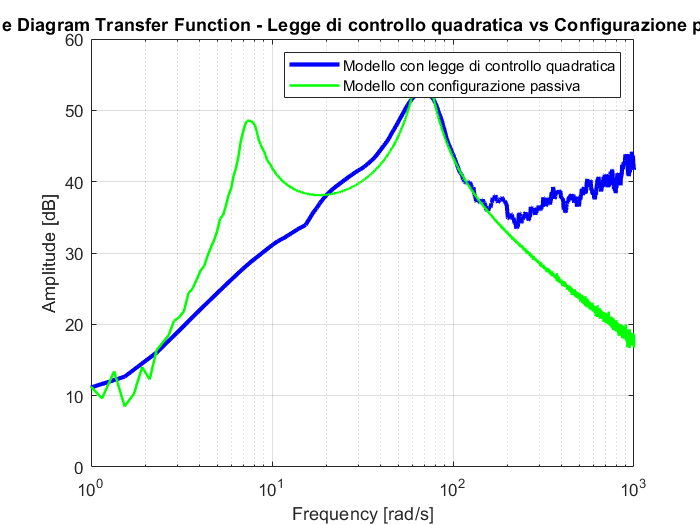 e Diagram Transfer Function - Legge di controllo quadratica vs Configurazione p
60
Modello con legge di controllo quadratica
Modello con configurazione passiva
50
40
30
20
10
0
Amplitude [dB]
10^0 10^1 10^2 10^3
Frequency [rad/s]